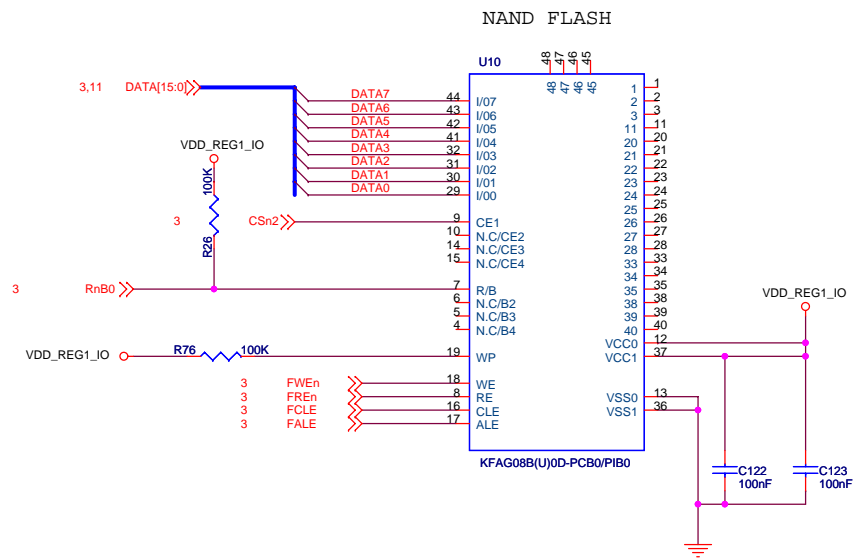 NAND FLASH
U10
48 47 46 45
48 47 46 45
3,11 DATA[15:0]
DATA7 44 I/07
DATA6 43 I/06
DATA5 42 I/05
DATA4 41 I/04
DATA3 32 I/03
DATA2 31 I/02
DATA1 30 I/01
DATA0 29 I/00
VDD_REG1_IO
100K
R26
3 CSn2 9 CE1
10 N.C/CE2
14 N.C/CE3
15 N.C/CE4
3 RnB0 7 R/B
6 N.C/B2
5 N.C/B3
4 N.C/B4
VDD_REG1_IO R76 100K 19 WP
3 FWEn 18 WE
3 FREn 8 RE
3 FCLE 16 CLE
3 FALE 17 ALE
1 1
2 2
3 3
11 11
20 20
21 21
22 22
23 23
24 24
25 25
26 26
27 27
28 28
33 33
34 34
35 35
38 38
39 39
40 40
VCC0 12
VCC1 37
VSS0 13
VSS1 36
VDD_REG1_IO
C122
100nF
C123
100nF
KFAG08B(U)0D-PCB0/PIB0